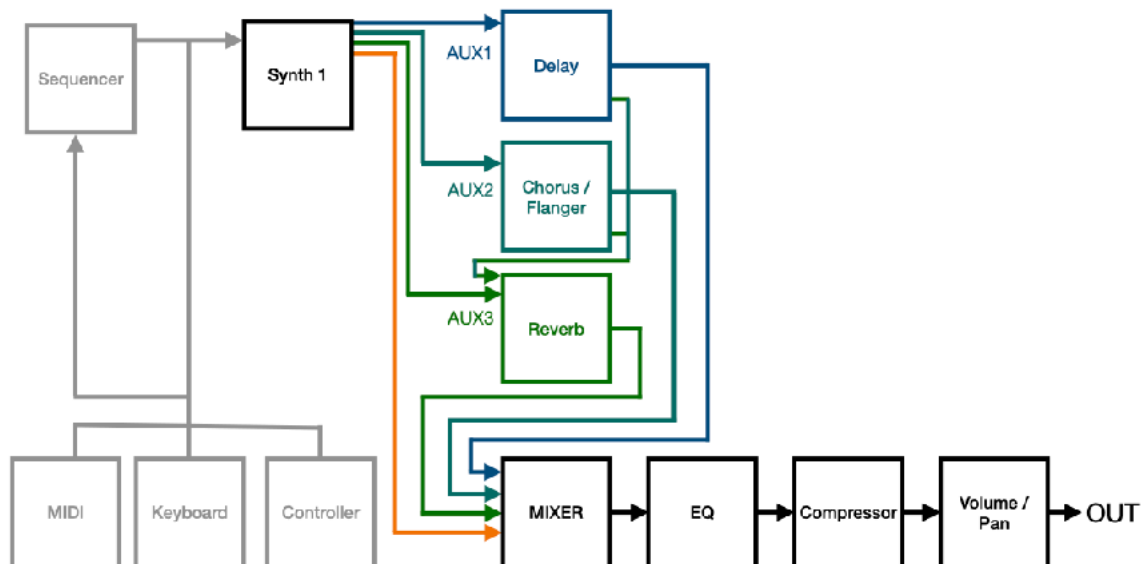 Sequencer
Synth 1
AUX1
Delay
AUX2
Chorus /
Flanger
AUX3
Reverb
MIDI
Keyboard
Controller
MIXER
EQ
Compressor
Volume /
Pan
OUT